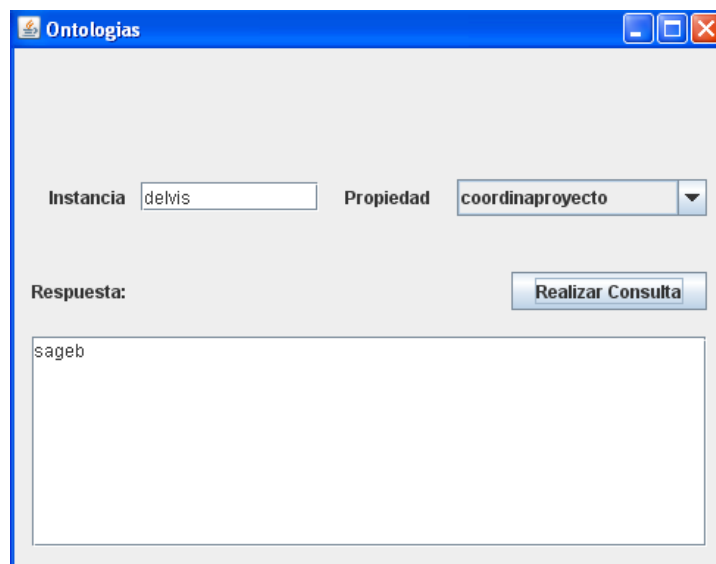 Ontologias
Instancia delvis Propiedad coordinaproyecto
Respuesta: Realizar Consulta
sageb